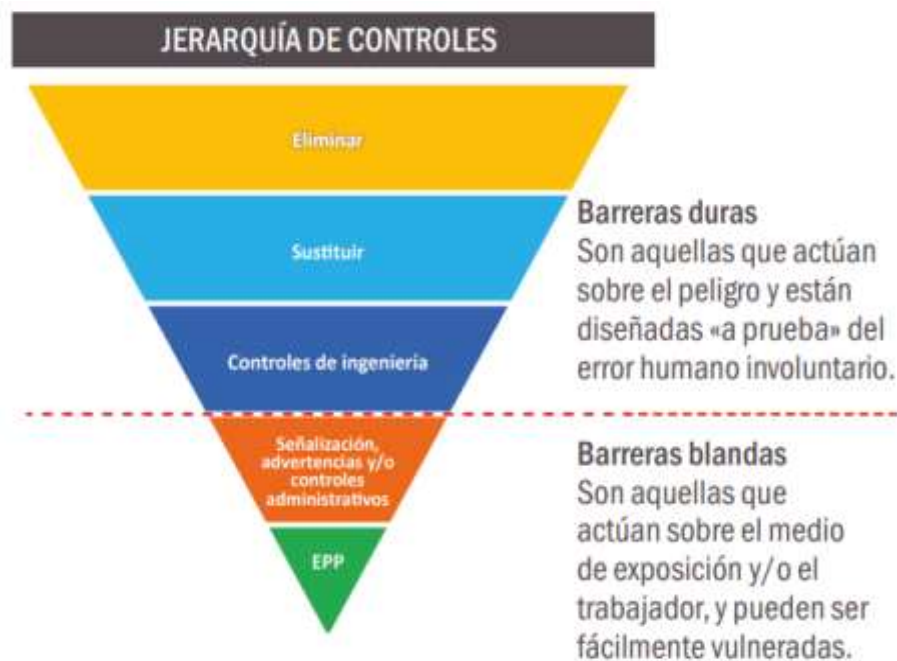 JERARQUÍA DE CONTROLES
Eliminar
Sustituir
Controles de ingeniería
Señalización,
advertencias y/o
controles
administrativos
EPP
Barreras duras
Son aquellas que actúan
sobre el peligro y están
diseñadas «a prueba» del
error humano involuntario.
Barreras blandas
Son aquellas que
actúan sobre el medio
de exposición y/o el
trabajador, y pueden ser
fácilmente vulneradas.